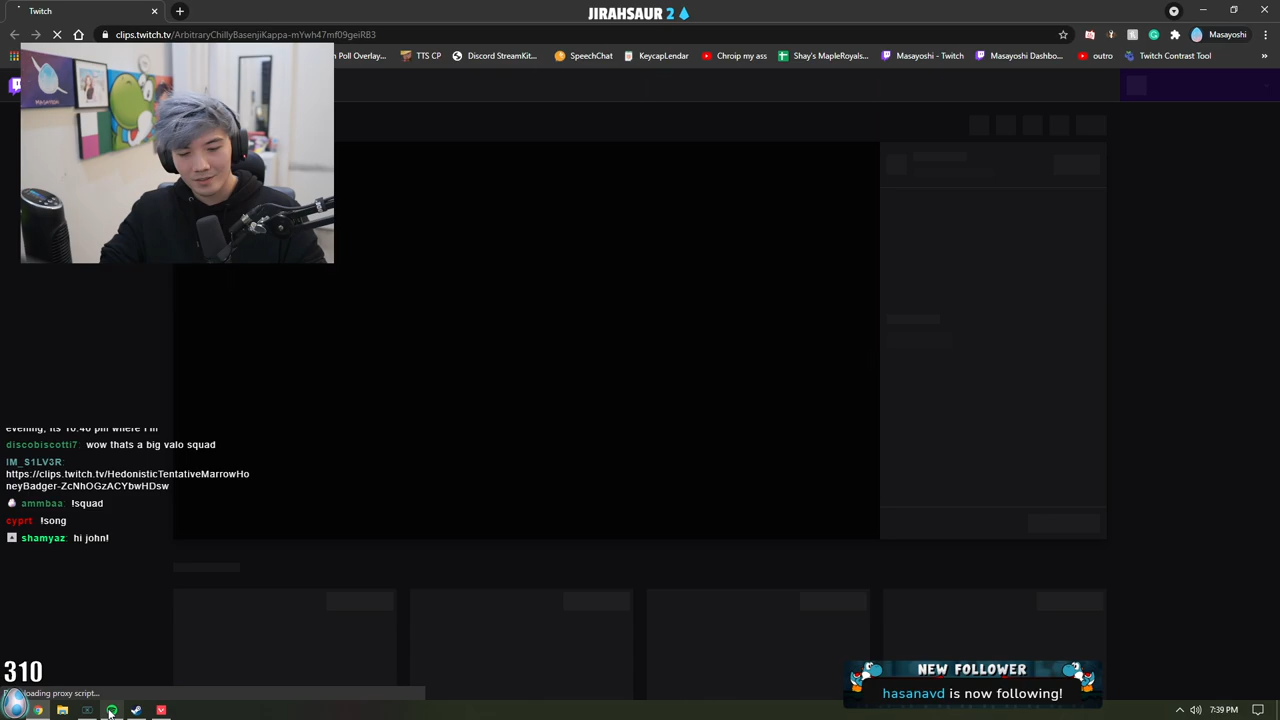 Twitch
JIRAHSAUR 2
clips.twitch.tv/ArbitraryChillyBasenjiKappa-mYwh47mf09geiRB3
Masayoshi
Poll Overlay...
TTS CP
Discord StreamKit...
SpeechChat
KeycapLendar
Chroip my ass
Shay's MapleRoyals...
Masayoshi - Twitch
Masayoshi Dashbo...
outro
Twitch Contrast Tool
discobiscotti7: wow thats a big valo squad
IM_S1LV3R:
https://clips.twitch.tv/HedonisticTentativeMarrowHo
neyBadger-ZcNhOGzACYbwHDsw
ammbaa: !squad
cyprt !song
shamyaz: hi john!
310
loading proxy script...
NEW FOLLOWER
hasanavd is now following!
7:39 PM